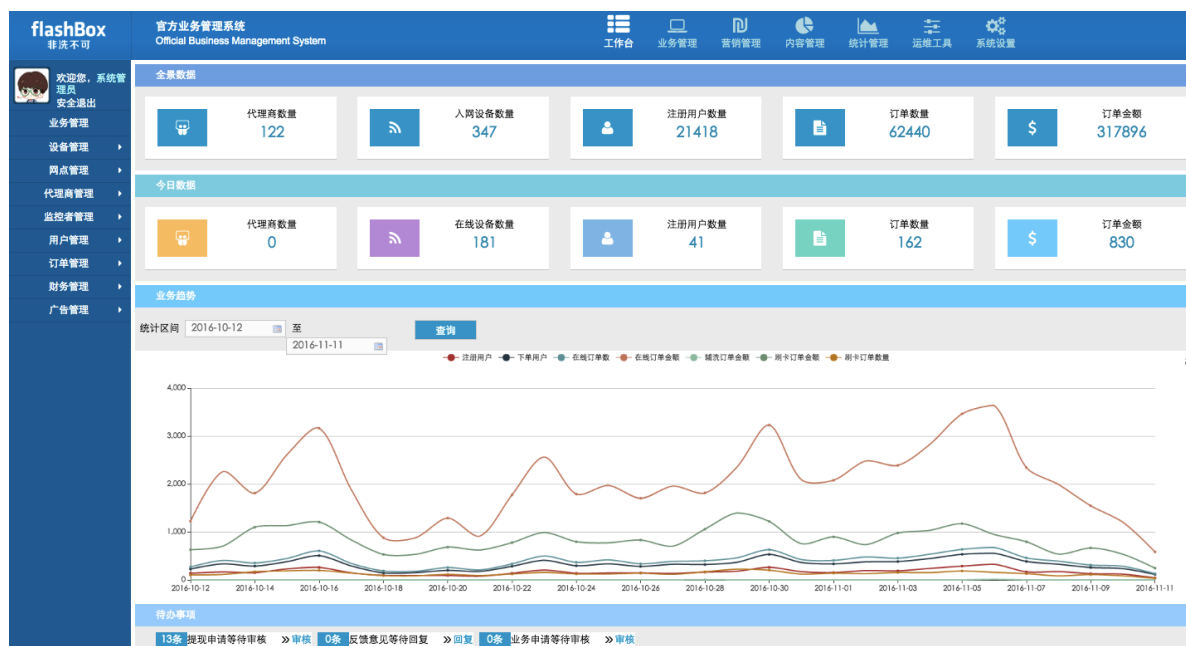 flashBox
非洗不可
官方业务管理系统
Official Business Management System
工作台 业务管理 营销管理 内容管理 统计管理 运维工具 系统设置
欢迎您，系统管理员
安全退出
业务管理
设备管理
网点管理
代理商管理
监控者管理
用户管理
订单管理
财务管理
广告管理
全景数据
代理商数量
122
入网设备数量
347
注册用户数量
21418
订单数量
62440
订单金额
317896
今日数据
代理商数量
0
在线设备数量
181
注册用户数量
41
订单数量
162
订单金额
830
业务趋势
统计区间 2016-10-12 至
2016-11-11
查询
注册用户 下单用户 在线订单数 在线订单金额 辅洗订单金额 刷卡订单金额 刷卡订单数量
4,000
3,000
2,000
1,000
0
2016-10-12 2016-10-14 2016-10-16 2016-10-18 2016-10-20 2016-10-22 2016-10-24 2016-10-26 2016-10-28 2016-10-30 2016-11-01 2016-11-03 2016-11-05 2016-11-07 2016-11-09 2016-11-11
待办事项
13条 提现申请等待审核 »审核 0条 反馈意见等待回复 »回复 0条 业务申请等待审核 »审核